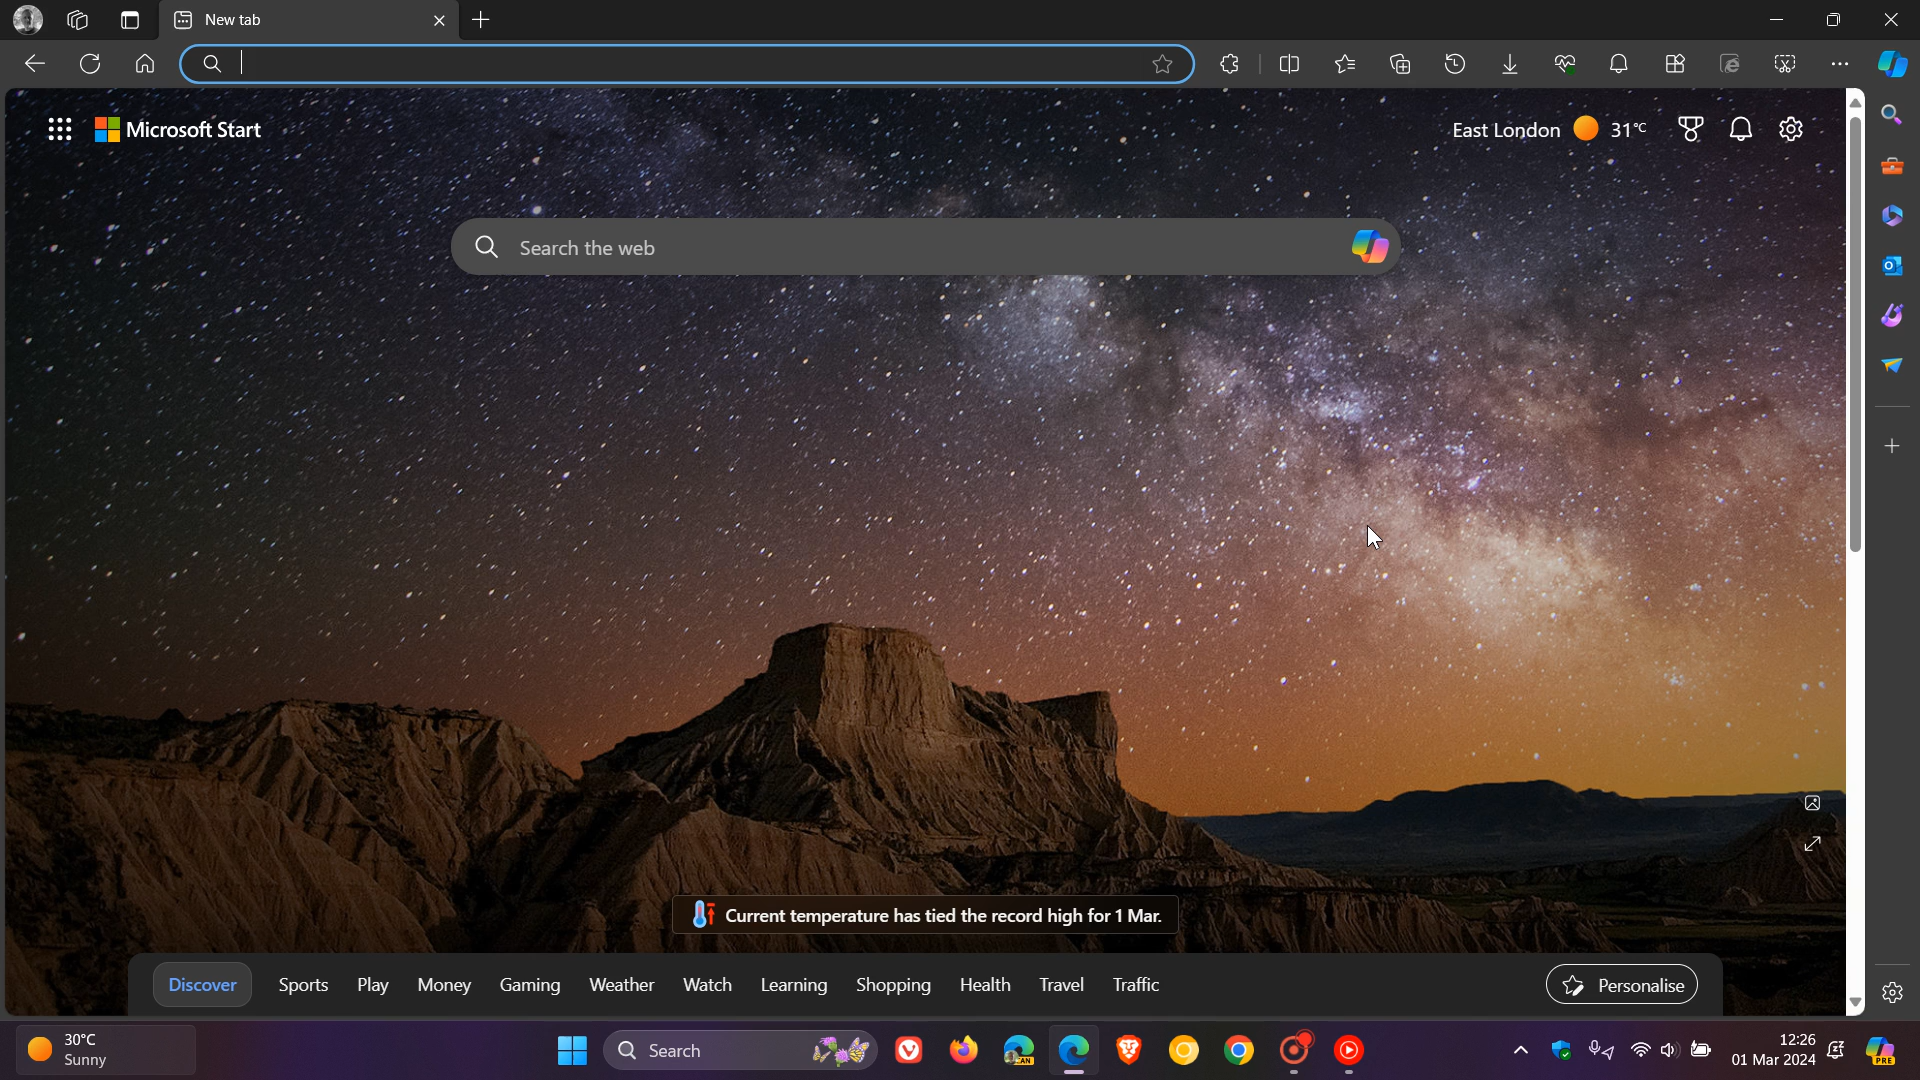 New tab
Microsoft Start
East London 31°C
Search the web
Current temperature has tied the record high for 1 Mar.
Discover Sports Play Money Gaming Weather Watch Learning Shopping Health Travel Traffic Personalise
30°C
Sunny
Search
CAN
12:26
01 Mar 2024
PRE